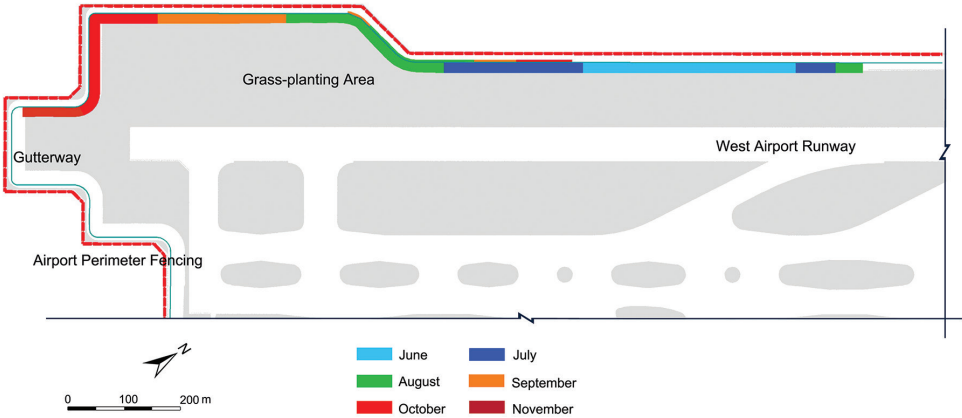 Grass-planting Area
West Airport Runway
Gutterway
Airport Perimeter Fencing
N
0 100 200 m
June
July
August
September
October
November